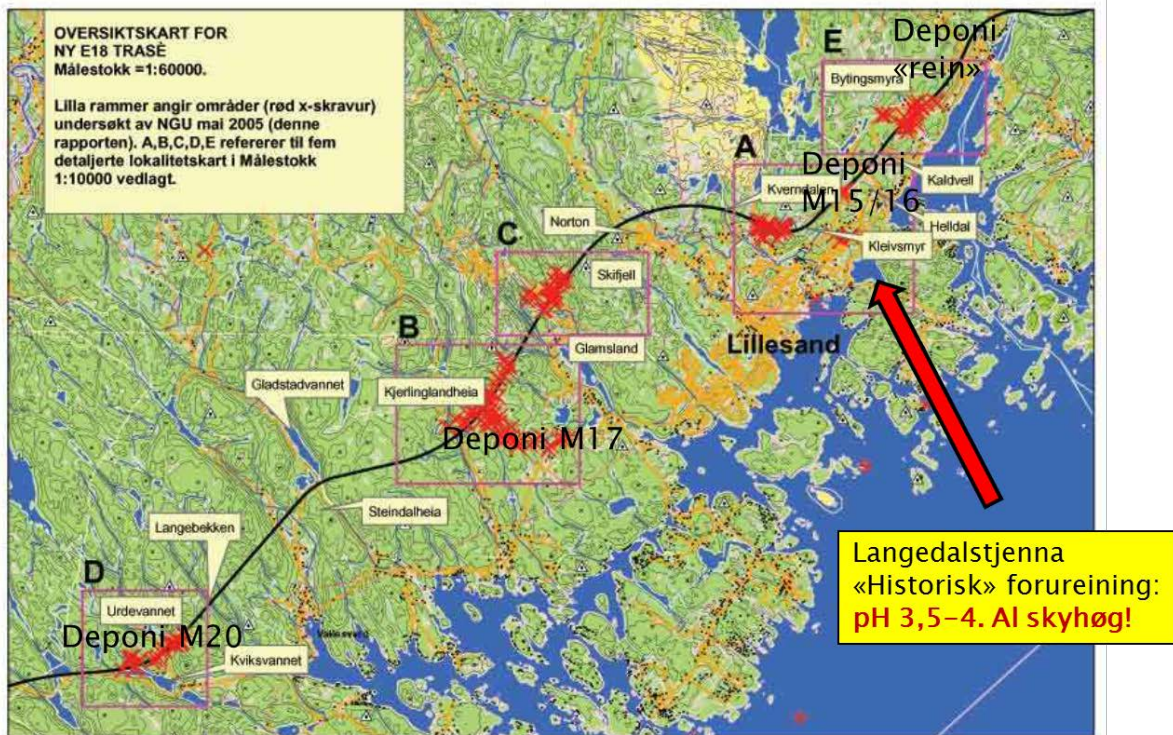 OVERSIKTSKART FOR
NY E18 TRASÈ
Målestokk =1:60000.
Lilla rammer angir områder (rød x-skravur)
undersøkt av NGU mai 2005 (denne
rapporten). A,B,C,D,E refererer til fem
detaljerte lokalitetskart i Målestokk
1:10000 vedlagt.
E
Deponi
«rein»
Bytingsmyra
A
Deponi
M15/16
Kverndalen
Kaldvell
Norton
Helldal
Kleivsmyr
C
Skifjell
B
Lillesand
Glamsland
Kjerlinglandheia
Gladstadvannet
Deponi M17
Steindalheia
Langebekken
D
Urdevannet
Deponi M20
Kviksvannet
Langedalstjenna
«Historisk» forureining:
pH 3,5-4. Al skyhøg!